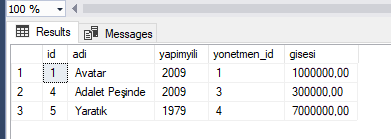 100 %
Results Messages
id adi yapimyili yonetmen_id gisesi
1 1 Avatar 2009 1 1000000,00
2 4 Adalet Peşinde 2009 3 300000,00
3 5 Yaratık 1979 4 7000000,00